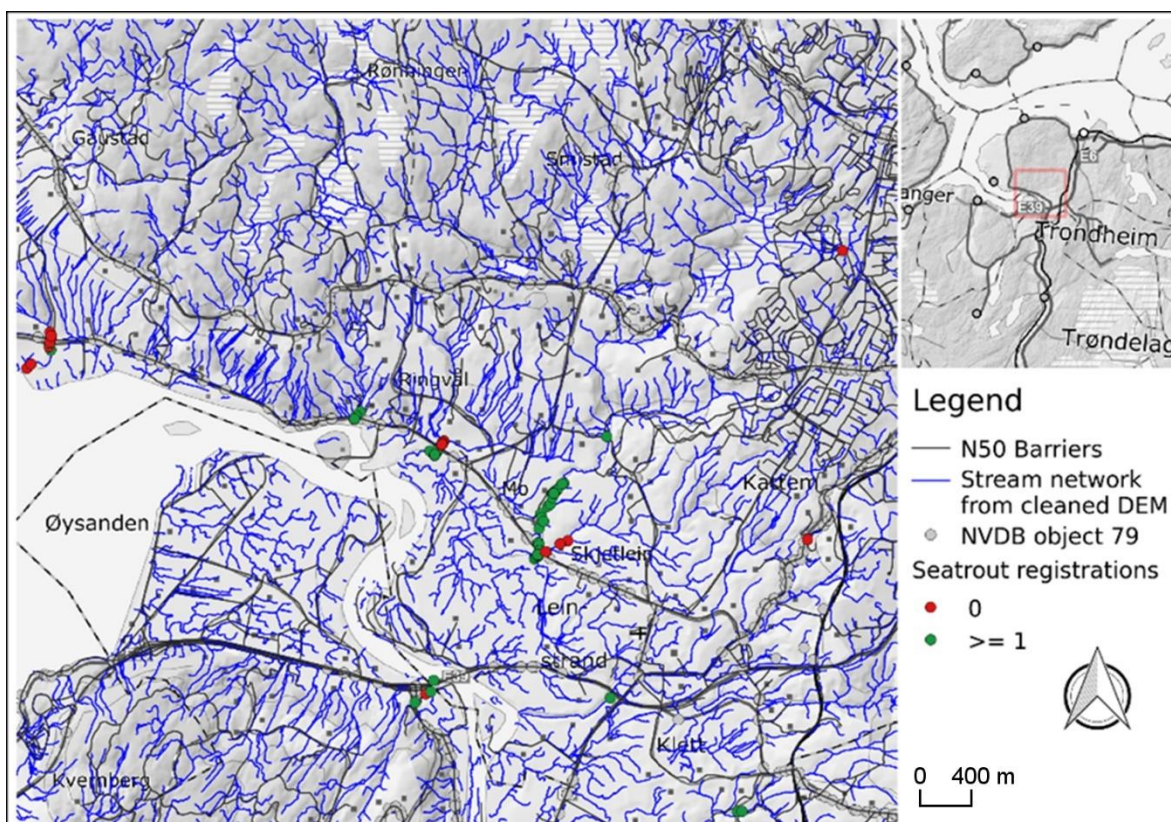 Rønningen
Gaustad
Smistad
Ringvål
Øysanden
Mo
Kattem
Skjetlein
Lein
strand
Klett
Kvernberg
E6
anger
E39
Trondheim
Trøndelag
Legend
N50 Barriers
Stream network
from cleaned DEM
NVDB object 79
Seatrout registrations
0
>= 1
0 400 m